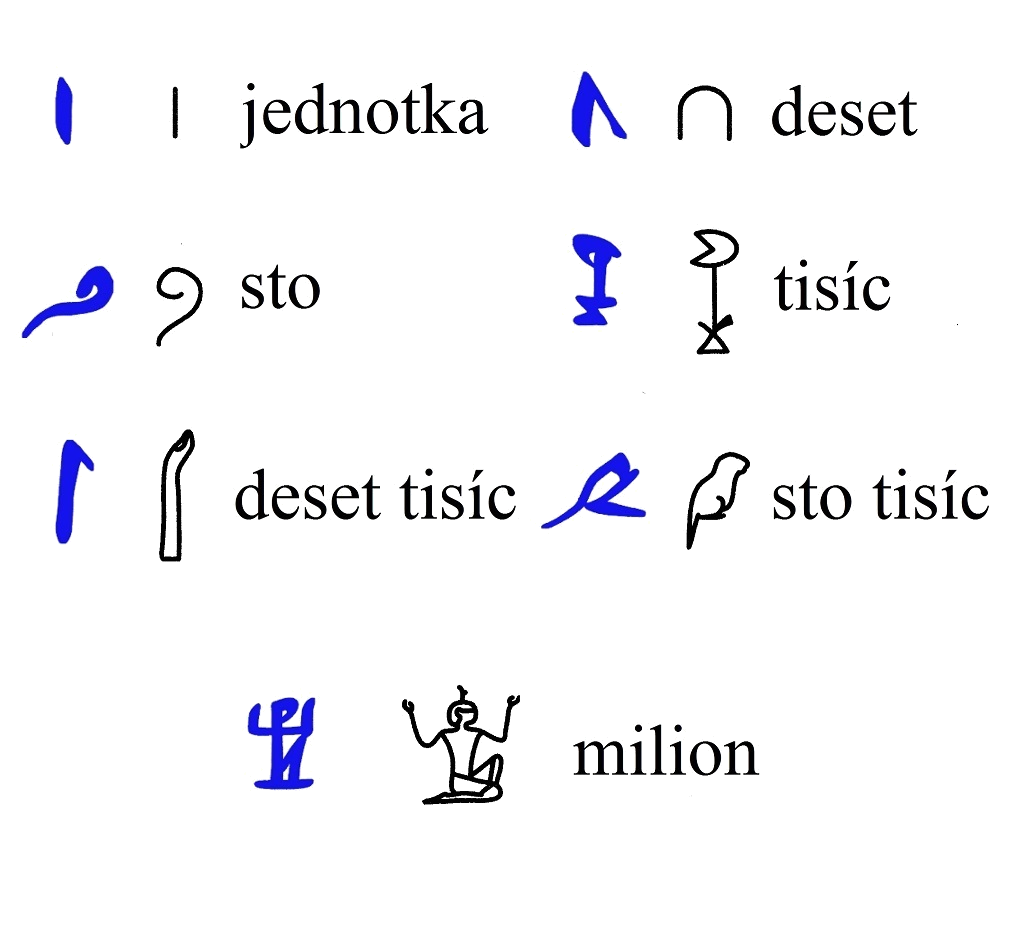 𓏺 jednotka 𓎆 deset
𓍢 sto 𓆼 tisíc
𓂭 deset tisíc 𓆐 sto tisíc
𓁨 milion